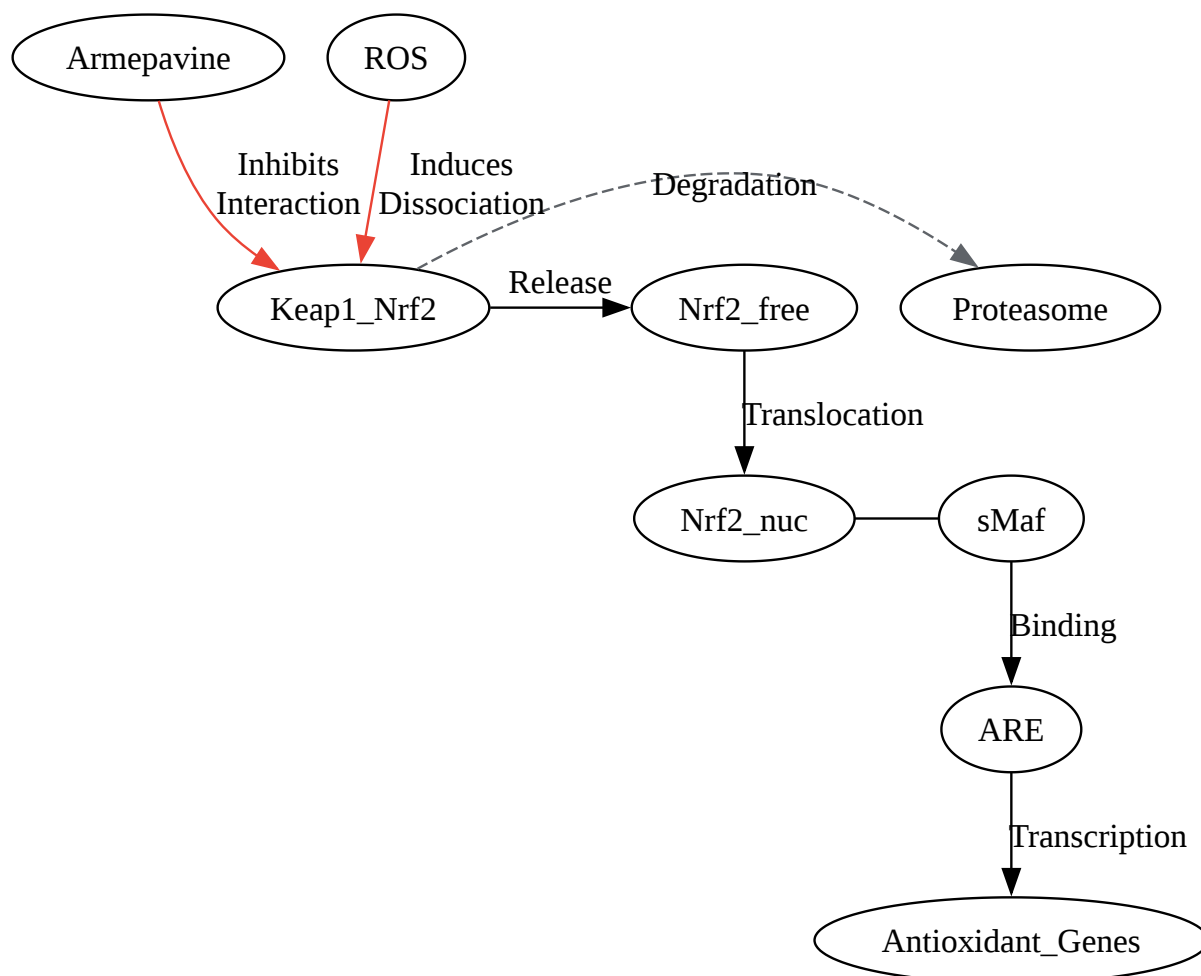 Armepavine
ROS
Inhibits
Interaction
Induces
Dissociation
Degradation
Keap1_Nrf2
Release
Nrf2_free
Proteasome
Translocation
Nrf2_nuc
sMaf
Binding
ARE
Transcription
Antioxidant_Genes